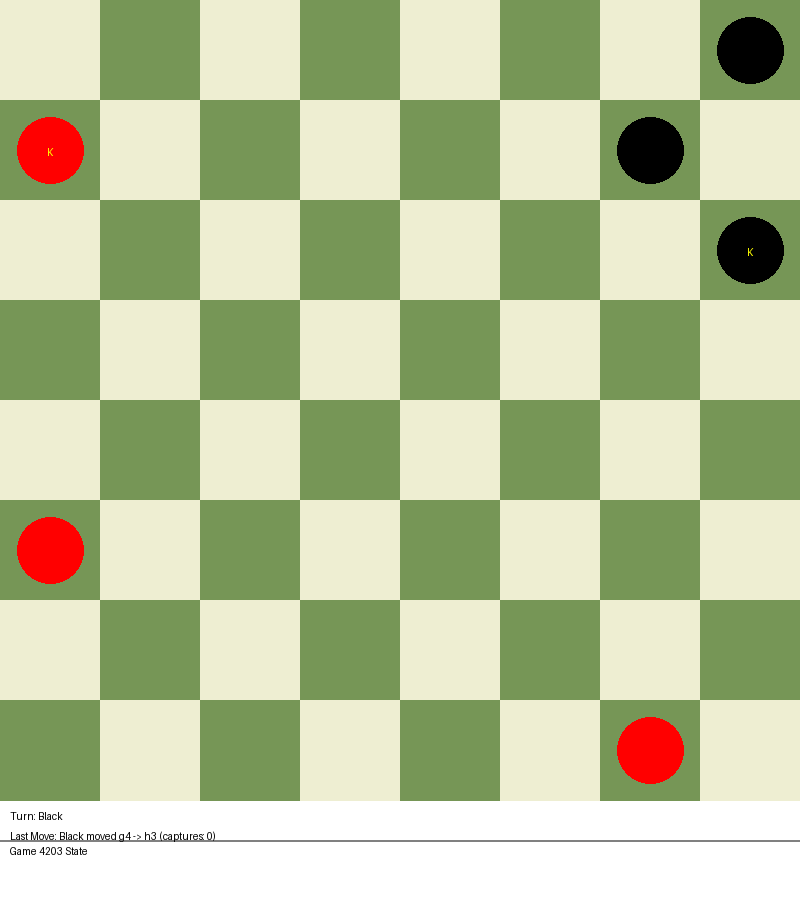 K
K
Turn: Black
Last Move: Black moved g4 -> h3 (captures: 0)
Game 4203 State